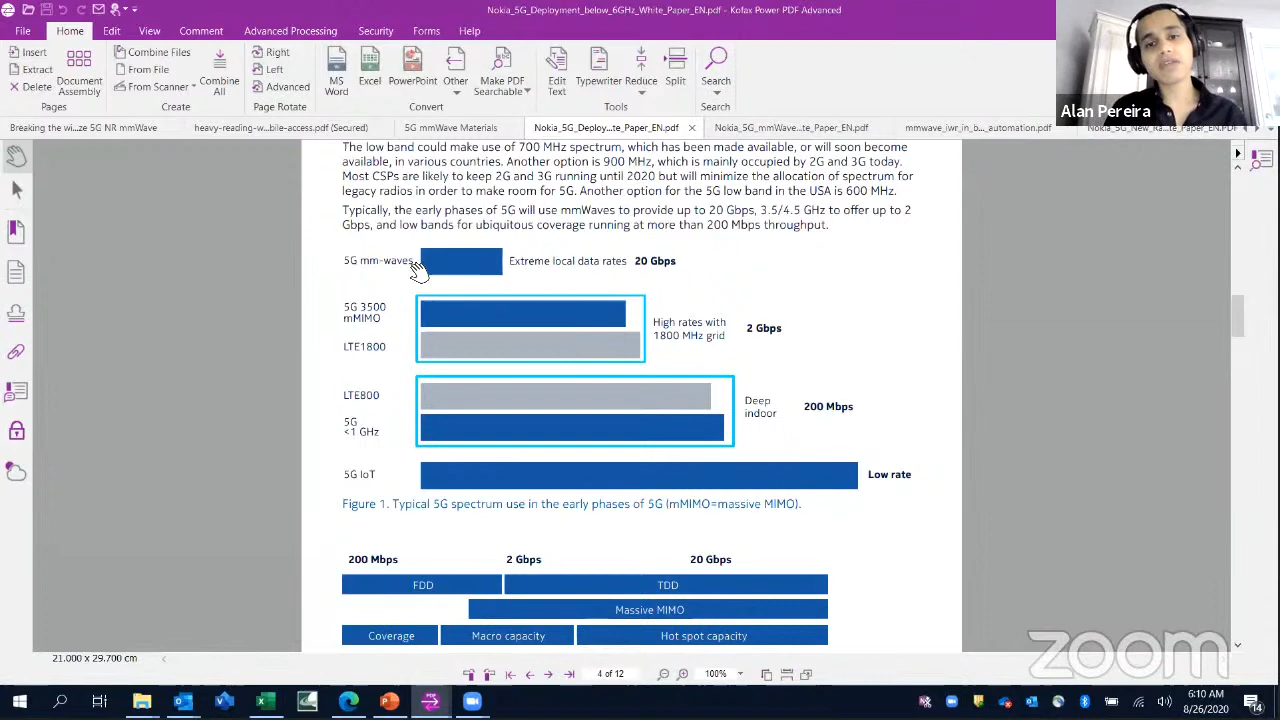 Nokia_5G_Deployment_below_6GHz_White_Paper_EN.pdf - Kofax Power PDF Advanced
File Home Edit View Comment Advanced Processing Security Forms Help
Insert
Extract
Delete
Document Assembly
Pages
Combine Files
From File
From Scanner
Combine All
Create
Right
Left
Advanced
Page Rotate
MS Word
Excel
PowerPoint
Other
Make PDF Searchable
Convert
Edit Text
Typewriter
Reduce
Split
Tools
Search
Search
Alan Pereira
Breaking the wi...ze 5G NR mmWave heavy-reading-w...bile-access.pdf (Secured) 5G mmWave Materials Nokia_5G_Deploy...te_Paper_EN.pdf Nokia_5G_mmWave...te_Paper_EN.pdf mmwave_iwr_in_b..._automation.pdf
The low band could make use of 700 MHz spectrum, which has been made available, or will soon become
available, in various countries. Another option is 900 MHz, which is mainly occupied by 2G and 3G today.
Most CSPs are likely to keep 2G and 3G running until 2020 but will minimize the allocation of spectrum for
legacy radios in order to make room for 5G. Another option for the 5G low band in the USA is 600 MHz.
Typically, the early phases of 5G will use mmWaves to provide up to 20 Gbps, 3.5/4.5 GHz to offer up to 2
Gbps, and low bands for ubiquitous coverage running at more than 200 Mbps throughput.
5G mm-waves Extreme local data rates 20 Gbps
5G 3500
mMIMO
LTE1800
High rates with
1800 MHz grid
2 Gbps
LTE800
5G
<1 GHz
Deep
indoor
200 Mbps
5G IoT Low rate
Figure 1. Typical 5G spectrum use in the early phases of 5G (mMIMO=massive MIMO).
200 Mbps 2 Gbps 20 Gbps
FDD TDD
Massive MIMO
Coverage Macro capacity Hot spot capacity
zoom
21.000 x 29.700 cm
4 of 12 100%
6:10 AM
8/26/2020